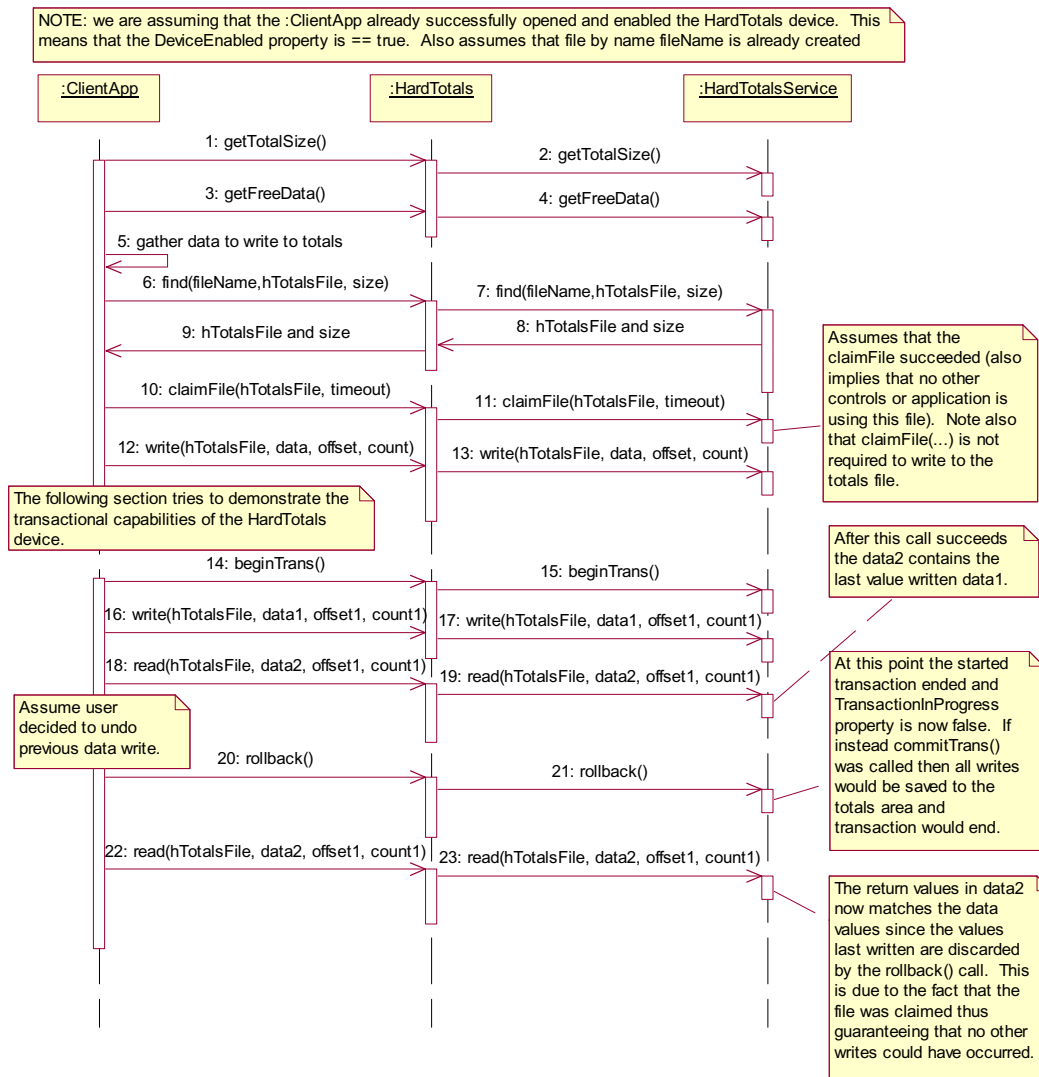 NOTE: we are assuming that the :ClientApp already successfully opened and enabled the HardTotals device.  This
means that the DeviceEnabled property is == true.  Also assumes that file by name fileName is already created
:ClientApp
:HardTotals
:HardTotalsService
1: getTotalSize()
2: getTotalSize()
3: getFreeData()
4: getFreeData()
5: gather data to write to totals
6: find(fileName,hTotalsFile, size)
7: find(fileName,hTotalsFile, size)
8: hTotalsFile and size
9: hTotalsFile and size
Assumes that the
claimFile succeeded (also
implies that no other
controls or application is
using this file).  Note also
that claimFile(...) is not
required to write to the
totals file.
10: claimFile(hTotalsFile, timeout)
11: claimFile(hTotalsFile, timeout)
12: write(hTotalsFile, data, offset, count)
13: write(hTotalsFile, data, offset, count)
The following section tries to demonstrate the
transactional capabilities of the HardTotals
device.
After this call succeeds
the data2 contains the
last value written data1.
14: beginTrans()
15: beginTrans()
16: write(hTotalsFile, data1, offset1, count1)
17: write(hTotalsFile, data1, offset1, count1)
18: read(hTotalsFile, data2, offset1, count1)
19: read(hTotalsFile, data2, offset1, count1)
At this point the started
transaction ended and
TransactionInProgress
property is now false.  If
instead commitTrans()
was called then all writes
would be saved to the
totals area and
transaction would end.
Assume user
decided to undo
previous data write.
20: rollback()
21: rollback()
22: read(hTotalsFile, data2, offset1, count1)
23: read(hTotalsFile, data2, offset1, count1)
The return values in data2
now matches the data
values since the values
last written are discarded
by the rollback() call.  This
is due to the fact that the
file was claimed thus
guaranteeing that no other
writes could have occurred.